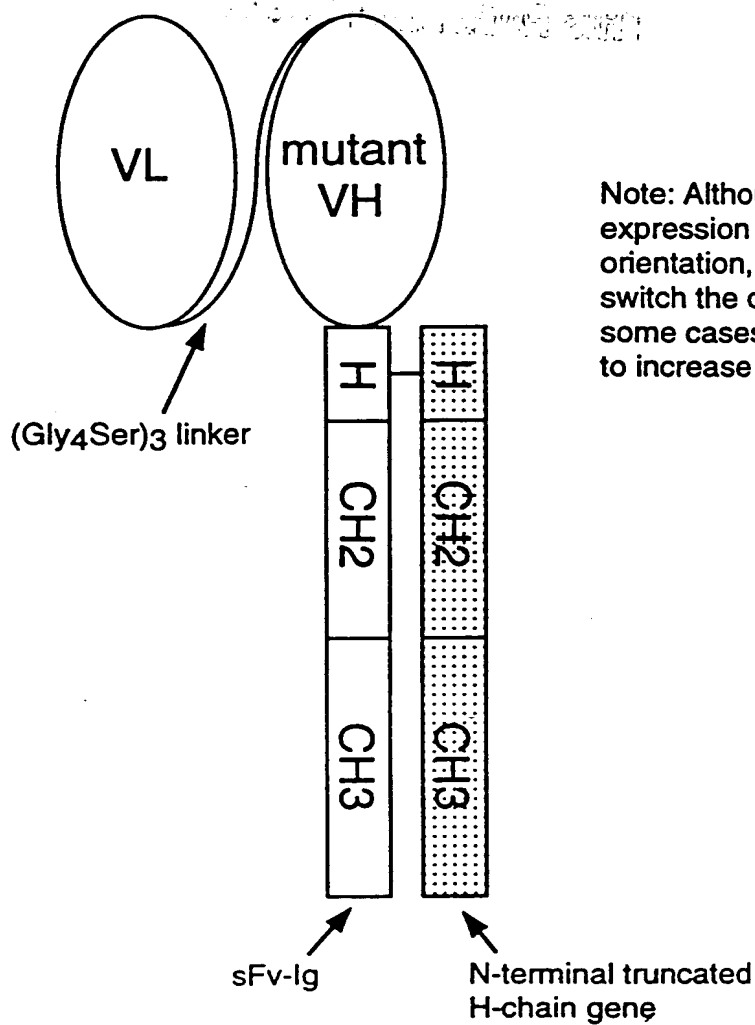 VL
mutant
VH
Note: Altho
expression
orientation,
switch the
some cases
to increase
(Gly4Ser)3 linker
H
H
CH2
CH2
CH3
CH3
sFv-Ig
N-terminal truncated
H-chain gene